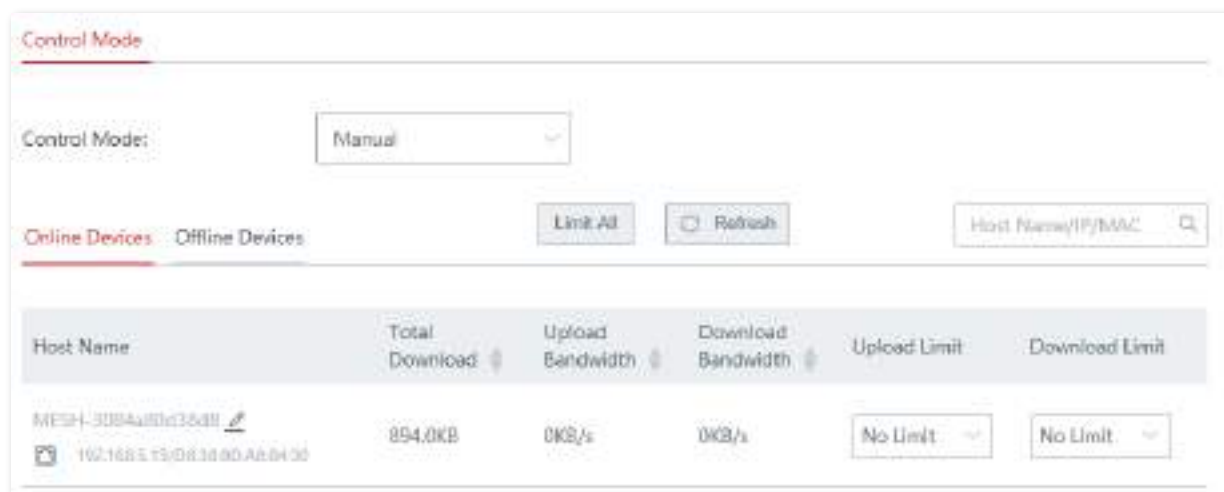 Control Mode
Control Mode: Manual
Online Devices Offline Devices Limit All Refresh Host Name/IP/MAC
Host Name Total Download Upload Bandwidth Download Bandwidth Upload Limit Download Limit
894.0KB 0KB/s 0KB/s No Limit No Limit